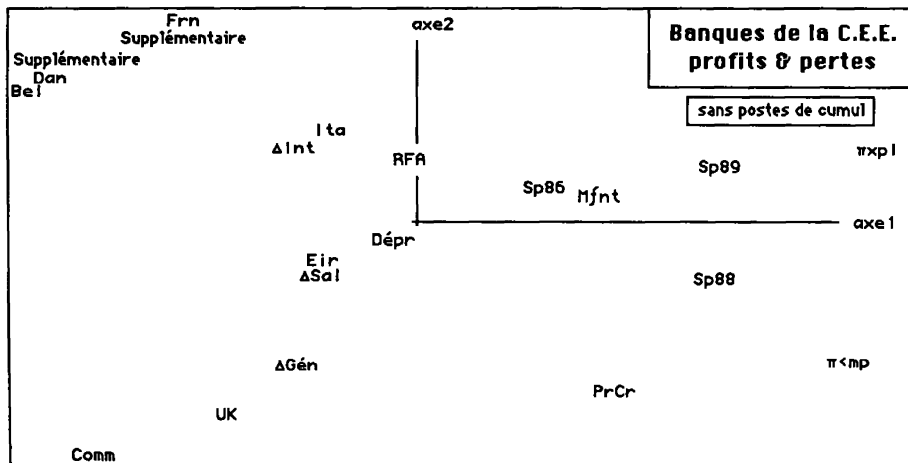 Frn
Supplémentaire
axe2
Banques de la C.E.E.
profits & pertes
Supplémentaire
Dan
Bel
sans postes de cumul
Ita
ΔInt
RFA
πxpl
Sp89
Sp86
Mʃnt
axe1
Dépr
Eir
ΔSal
Sp88
ΔGén
π<mp
PrCr
UK
Comm